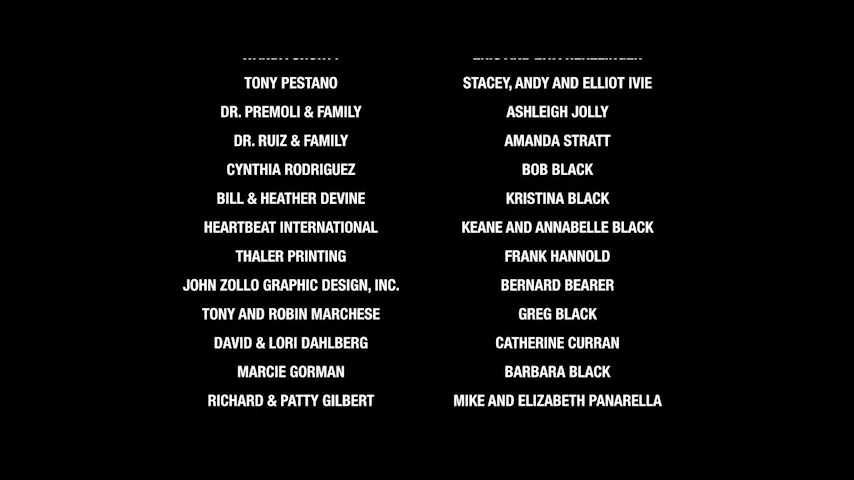 TONY PESTANO
DR. PREMOLI & FAMILY
DR. RUIZ & FAMILY
CYNTHIA RODRIGUEZ
BILL & HEATHER DEVINE
HEARTBEAT INTERNATIONAL
THALER PRINTING
JOHN ZOLLO GRAPHIC DESIGN, INC.
TONY AND ROBIN MARCHESE
DAVID & LORI DAHLBERG
MARCIE GORMAN
RICHARD & PATTY GILBERT
STACEY, ANDY AND ELLIOT IVIE
ASHLEIGH JOLLY
AMANDA STRATT
BOB BLACK
KRISTINA BLACK
KEANE AND ANNABELLE BLACK
FRANK HANNOLD
BERNARD BEARER
GREG BLACK
CATHERINE CURRAN
BARBARA BLACK
MIKE AND ELIZABETH PANARELLA